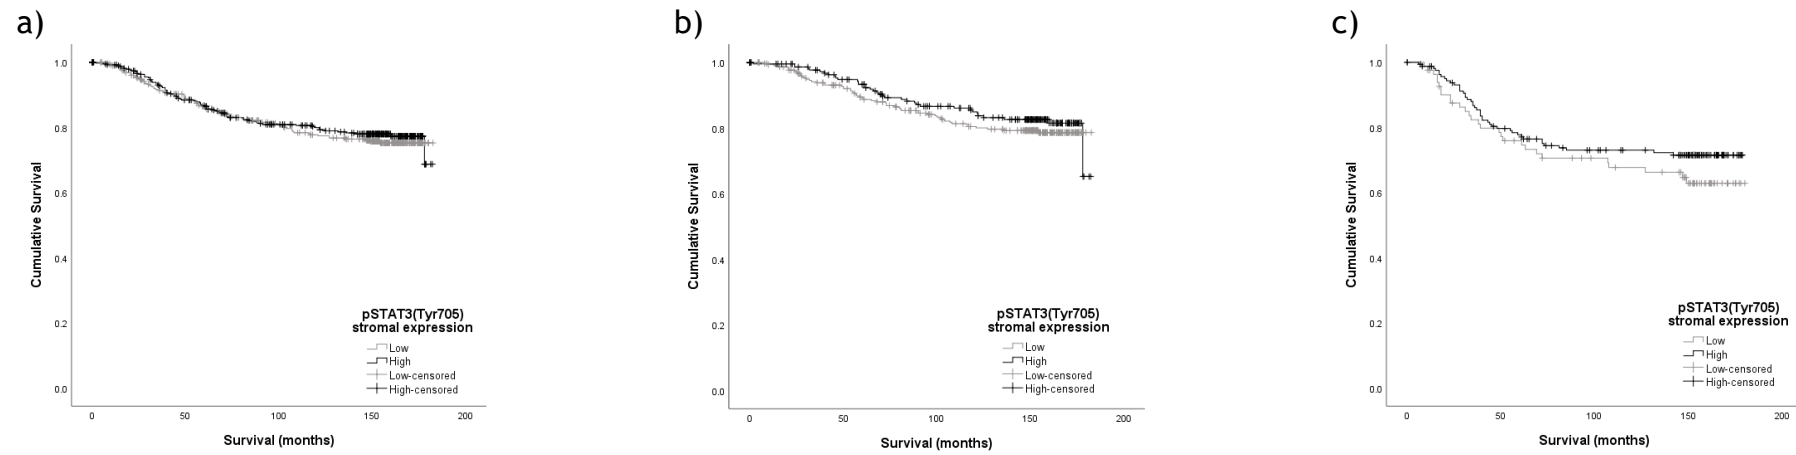 a)
1.0
0.8
0.6
0.4
0.2
0.0
Cumulative Survival
0 50 100 150 200
Survival (months)
pSTAT3(Tyr705)
stromal expression
Low
High
Low-censored
High-censored
b)
1.0
0.8
0.6
0.4
0.2
0.0
Cumulative Survival
0 50 100 150 200
Survival (months)
pSTAT3(Tyr705)
stromal expression
Low
High
Low-censored
High-censored
c)
1.0
0.8
0.6
0.4
0.2
0.0
Cumulative Survival
0 50 100 150 200
Survival (months)
pSTAT3(Tyr705)
stromal expression
Low
High
Low-censored
High-censored